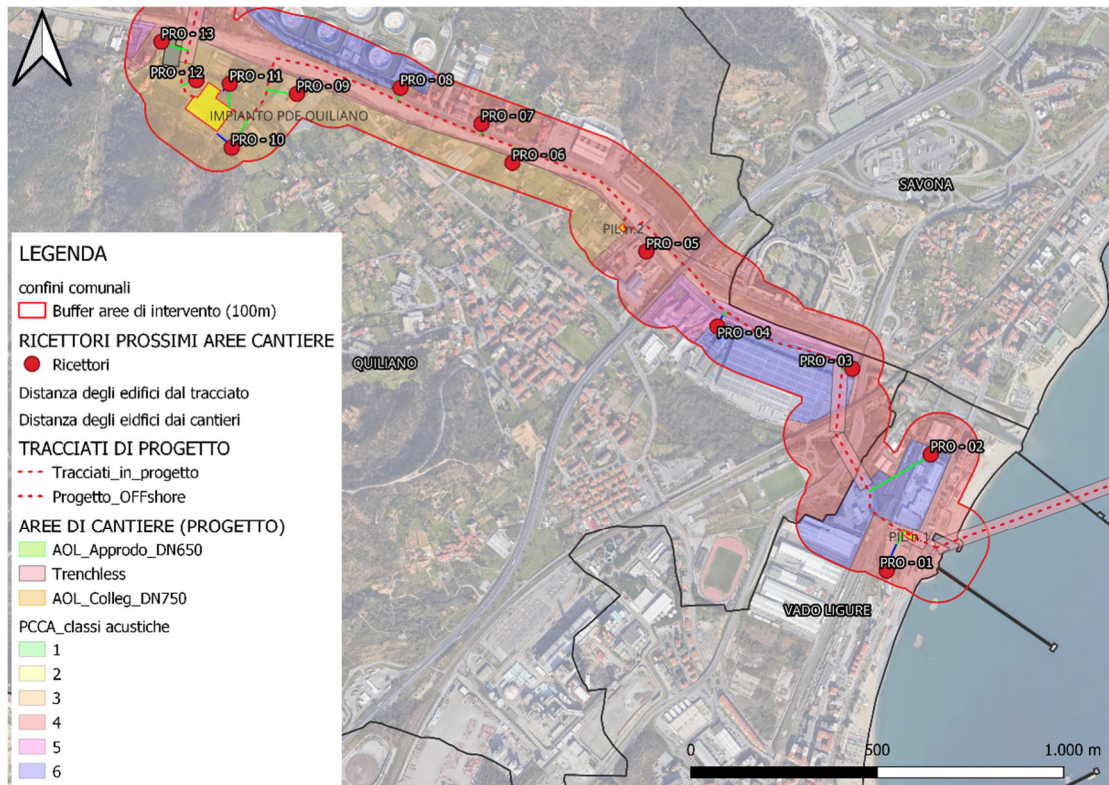 PRO - 13
PRO - 12
PRO - 11
PRO - 09
PRO - 08
IMPIANTO PDE QUILIANO
PRO - 07
PRO - 10
PRO - 06
SAVONA
PIL n.2
PRO - 05
PRO - 04
QUILIANO
PRO - 03
PRO - 02
PIL n.1
PRO - 01
VADO LIGURE
LEGENDA
confini comunali
Buffer aree di intervento (100m)
RICETTORI PROSSIMI AREE CANTIERE
Ricettori
Distanza degli edifici dal tracciato
Distanza degli eidifici dai cantieri
TRACCIATI DI PROGETTO
Tracciati_in_progetto
Progetto_OFFshore
AREE DI CANTIERE (PROGETTO)
AOL_Approdo_DN650
Trenchless
AOL_Colleg_DN750
PCCA_classi acustiche
1
2
3
4
5
6
0 500 1.000 m